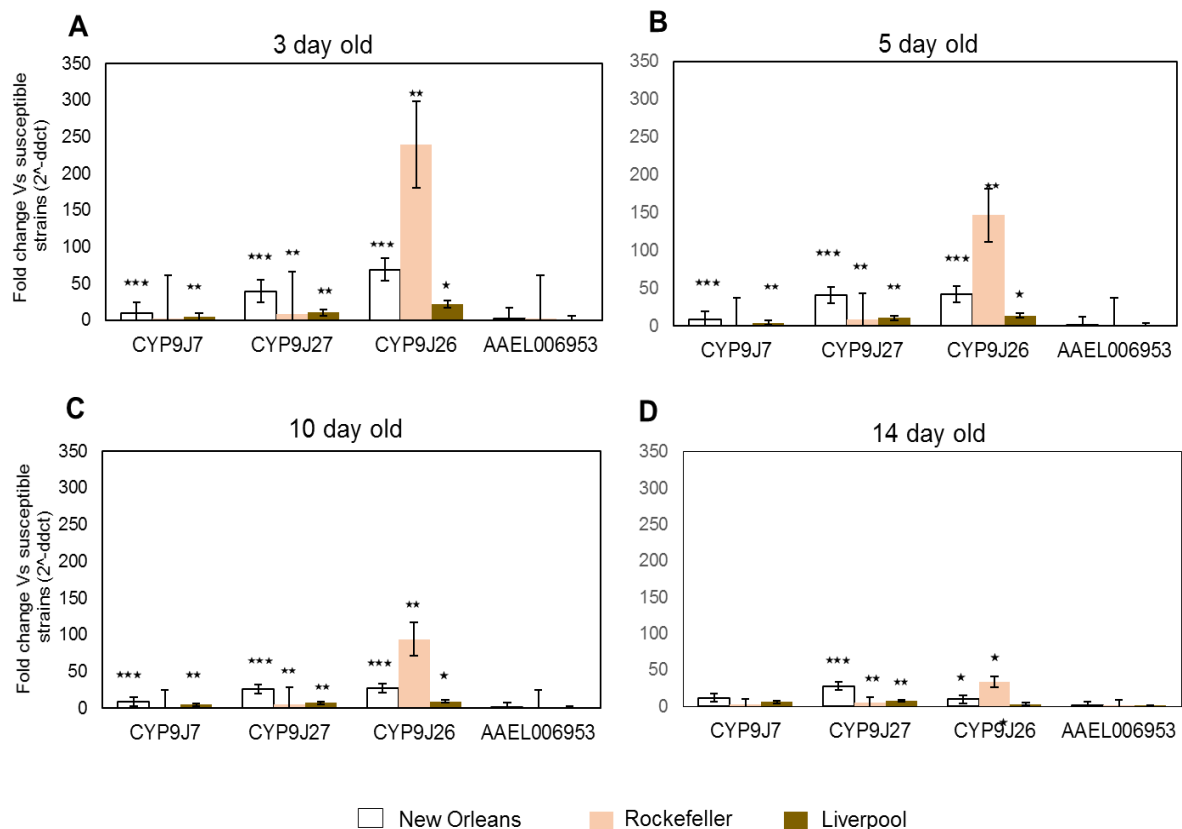 A
3 day old
Fold change Vs susceptible
strains (2^-ddct)
350
300
250
200
150
100
50
0
★★★
★★
★★★
★★
★★
★★★
★★
★
CYP9J7
CYP9J27
CYP9J26
AAEL006953
B
5 day old
350
300
250
200
150
100
50
0
★★★
★★
★★★
★★
★★
★★★
★★
★
CYP9J7
CYP9J27
CYP9J26
AAEL006953
C
10 day old
Fold change Vs susceptible
strains (2^-ddct)
350
300
250
200
150
100
50
0
★★★
★★
★★★
★★
★★
★★★
★★
★
CYP9J7
CYP9J27
CYP9J26
AAEL006953
D
14 day old
350
300
250
200
150
100
50
0
★★★
★★
★★
★
★
★
CYP9J7
CYP9J27
CYP9J26
AAEL006953
New Orleans
Rockefeller
Liverpool